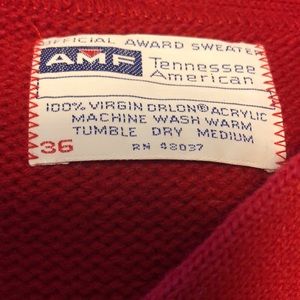 OFFICIAL AWARD SWEATER
AMF Tennessee
American
100% VIRGIN ORLON® ACRYLIC
MACHINE WASH WARM
TUMBLE DRY MEDIUM
36 RN 48037